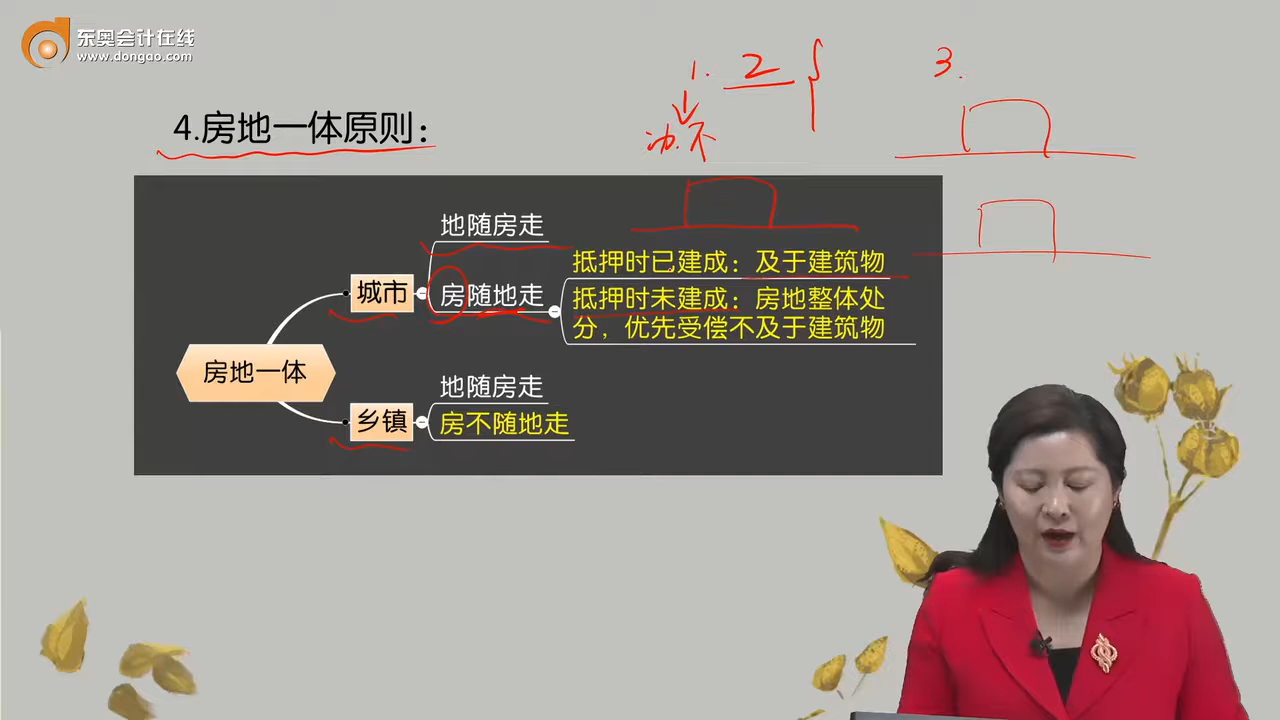 东奥会计在线
www.dongao.com
1. 2
3.
动.不
4.房地一体原则：
地随房走
城市
房随地走
抵押时已建成：及于建筑物
抵押时未建成：房地整体处
分，优先受偿不及于建筑物
房地一体
地随房走
乡镇
房不随地走